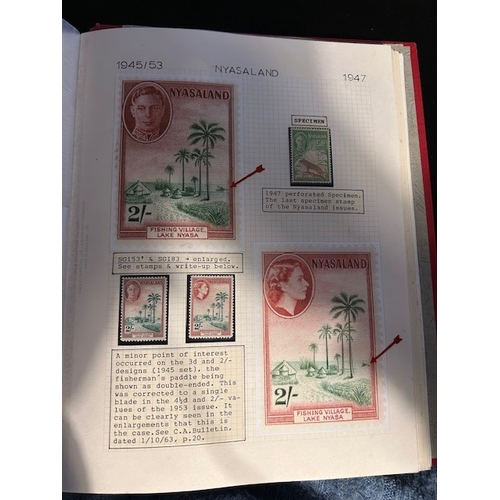 1945/53 NYASALAND 1947
NYASALAND
2/-
FISHING VILLAGE,
LAKE NYASA
SPECIMEN
1947 perforated Specimen.
The last specimen stamp
of the Nyasaland issues.
SG153* & SG183 + enlarged.
See stamps & write-up below.
A minor point of interest
occurred on the 3d and 2/-
designs (1945 set), the
fisherman's paddle being
shown as double-ended. This
was corrected to a single
blade in the 4½d and 2/- va-
lues of the 1953 issue. It
can be clearly seen in the
enlargements that this is
the case.See C.A.Bulletin,
dated 1/10/63, p.20.
NYASALAND
2/-
FISHING VILLAGE,
LAKE NYASA